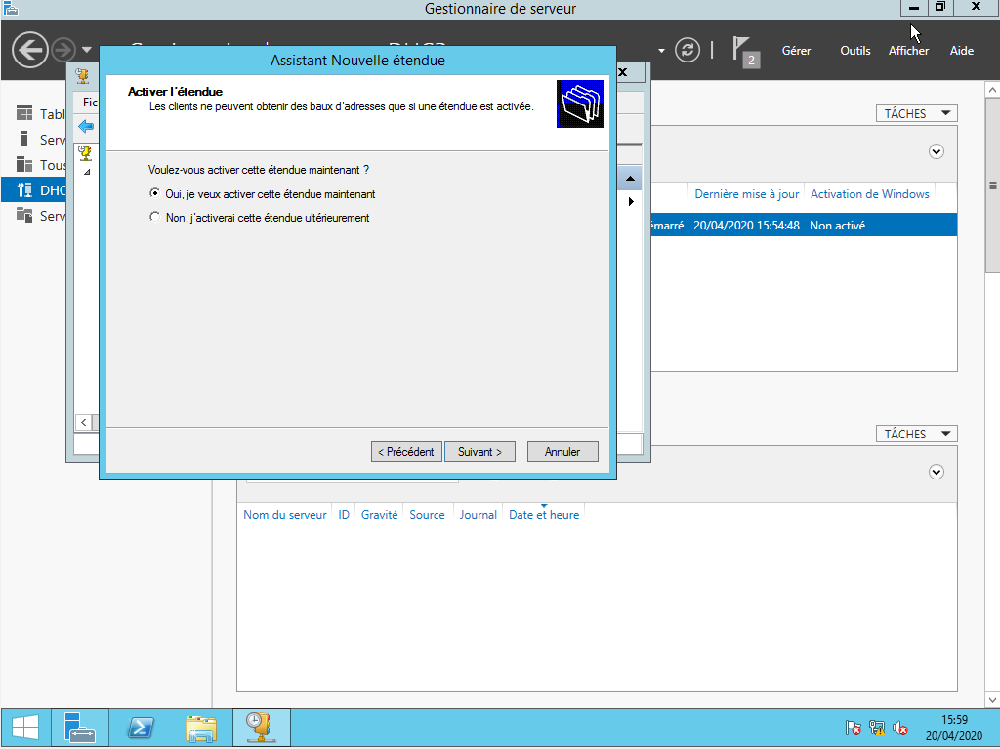 Gestionnaire de serveur
2
Gérer
Outils
Afficher
Aide
Assistant Nouvelle étendue
X
Activer l'étendue
Les clients ne peuvent obtenir des baux d'adresses que si une étendue est activée.
Fic
Voulez-vous activer cette étendue maintenant ?
Oui, je veux activer cette étendue maintenant
Non, j'activerai cette étendue ultérieurement
< Précédent
Suivant >
Annuler
Tabl
Serv
Tous
DHC
Serv
TÂCHES
Dernière mise à jour
Activation de Windows
émarré 20/04/2020 15:54:48 Non activé
TÂCHES
Nom du serveur ID Gravité Source Journal Date et heure
15:59
20/04/2020